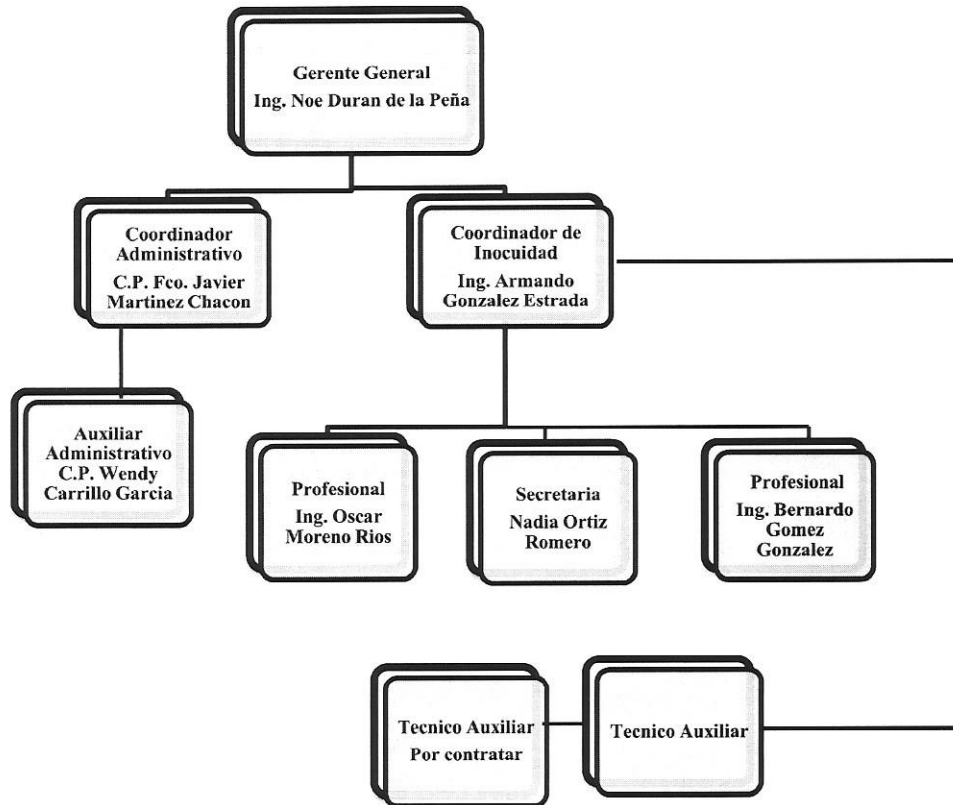 Gerente General
Ing. Noe Duran de la Peña
Coordinador
Administrativo
C.P. Fco. Javier
Martinez Chacon
Coordinador de
Inocuidad
Ing. Armando
Gonzalez Estrada
Auxiliar
Administrativo
C.P. Wendy
Carrillo Garcia
Profesional
Ing. Oscar
Moreno Rios
Secretaria
Nadia Ortiz
Romero
Profesional
Ing. Bernardo
Gomez
Gonzalez
Tecnico Auxiliar
Por contratar
Tecnico Auxiliar